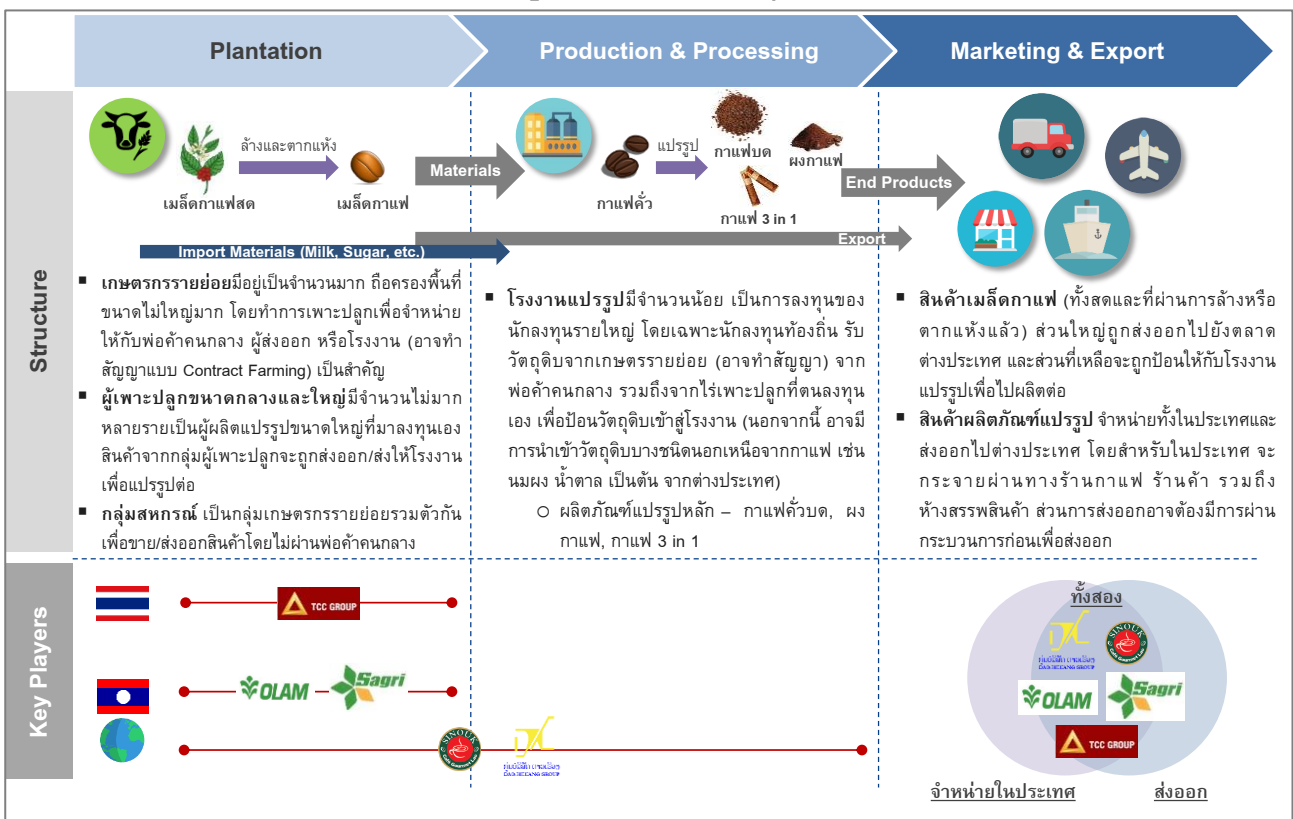 Plantation
Production & Processing
Marketing & Export
Structure
ล้างและตากแห้ง
เมล็ดกาแฟสด
เมล็ดกาแฟ
Materials
Import Materials (Milk, Sugar, etc.)
แปรรูป
กาแฟคั่ว
กาแฟบด
ผงกาแฟ
กาแฟ 3 in 1
End Products
Export
▪ เกษตรกรรายย่อยมีอยู่เป็นจำนวนมาก ถือครองพื้นที่
ขนาดไม่ใหญ่มาก โดยทำการเพาะปลูกเพื่อจำหน่าย
ให้กับพ่อค้าคนกลาง ผู้ส่งออก หรือโรงงาน (อาจทำ
สัญญาแบบ Contract Farming) เป็นสำคัญ
▪ ผู้เพาะปลูกขนาดกลางและใหญ่มีจำนวนไม่มาก
หลายรายเป็นผู้ผลิตแปรรูปขนาดใหญ่ที่มาลงทุนเอง
สินค้าจากกลุ่มผู้เพาะปลูกจะถูกส่งออก/ส่งให้โรงงาน
เพื่อแปรรูปต่อ
▪ กลุ่มสหกรณ์ เป็นกลุ่มเกษตรกรรายย่อยรวมตัวกัน
เพื่อขาย/ส่งออกสินค้าโดยไม่ผ่านพ่อค้าคนกลาง
▪ โรงงานแปรรูปมีจำนวนน้อย เป็นการลงทุนของ
นักลงทุนรายใหญ่ โดยเฉพาะนักลงทุนท้องถิ่น รับ
วัตถุดิบจากเกษตรรายย่อย (อาจทำสัญญา) จาก
พ่อค้าคนกลาง รวมถึงจากไร่เพาะปลูกที่ตนลงทุน
เอง เพื่อป้อนวัตถุดิบเข้าสู่โรงงาน (นอกจากนี้ อาจมี
การนำเข้าวัตถุดิบบางชนิดนอกเหนือจากกาแฟ เช่น
นมผง น้ำตาล เป็นต้น จากต่างประเทศ)
○ ผลิตภัณฑ์แปรรูปหลัก – กาแฟคั่วบด, ผง
กาแฟ, กาแฟ 3 in 1
▪ สินค้าเมล็ดกาแฟ (ทั้งสดและที่ผ่านการล้างหรือ
ตากแห้งแล้ว) ส่วนใหญ่ถูกส่งออกไปยังตลาด
ต่างประเทศ และส่วนที่เหลือจะถูกป้อนให้กับโรงงาน
แปรรูปเพื่อไปผลิตต่อ
▪ สินค้าผลิตภัณฑ์แปรรูป จำหน่ายทั้งในประเทศและ
ส่งออกไปต่างประเทศ โดยสำหรับในประเทศ จะ
กระจายผ่านทางร้านกาแฟ ร้านค้า รวมถึง
ห้างสรรพสินค้า ส่วนการส่งออกอาจต้องมีการผ่าน
กระบวนการก่อนเพื่อส่งออก
Key Players
TCC GROUP
OLAM
Sagri
SINOUK
DAO HEUANG GROUP
ทั้งสอง
SINOUK
DAO HEUANG GROUP
OLAM
Sagri
TCC GROUP
จำหน่ายในประเทศ
ส่งออก